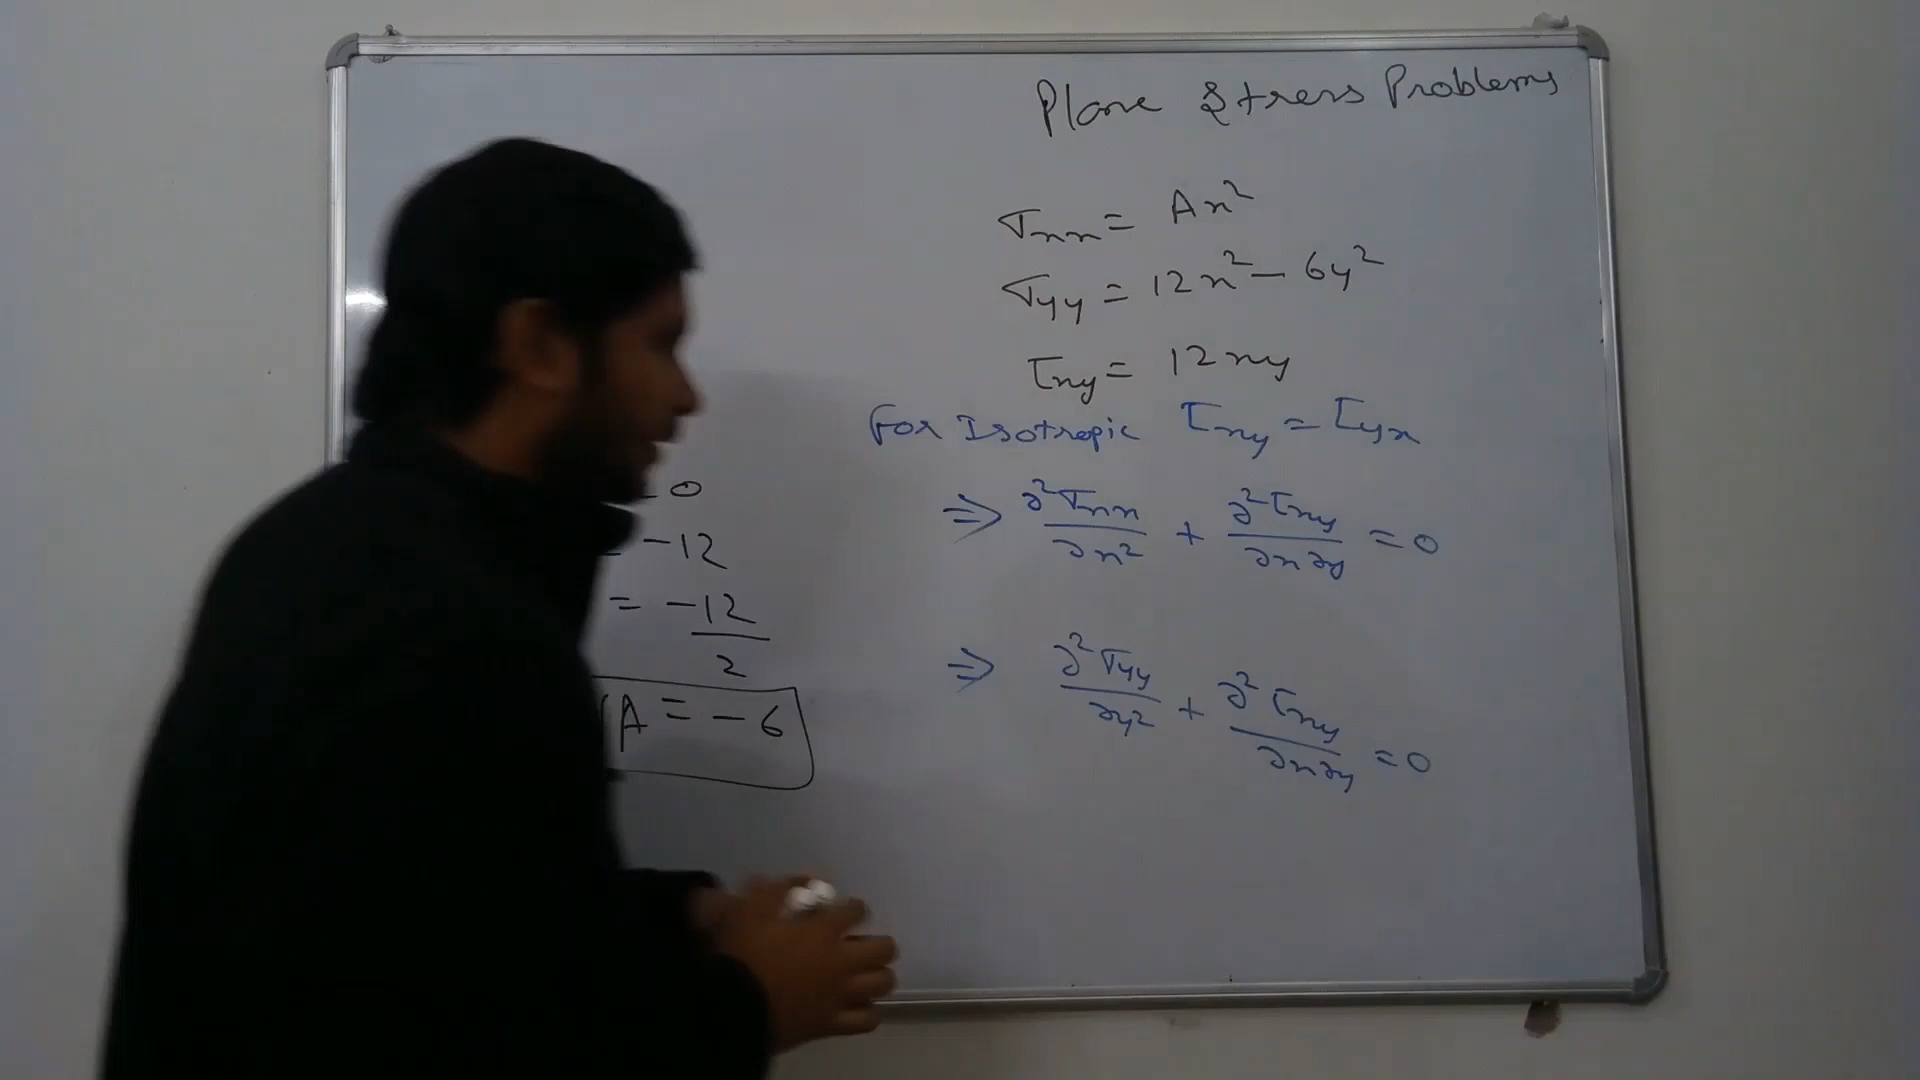 Plane Stress Problems
σxx = Ax²
σyy = 12x² - 6y²
τxy = 12xy
For Isotropic τxy = τyx
⇒ ∂²σxx/∂x² + ∂²τxy/∂x∂y = 0
⇒ ∂²σyy/∂y² + ∂²τxy/∂x∂y = 0
= 0
= -12
= -12/2
A = -6